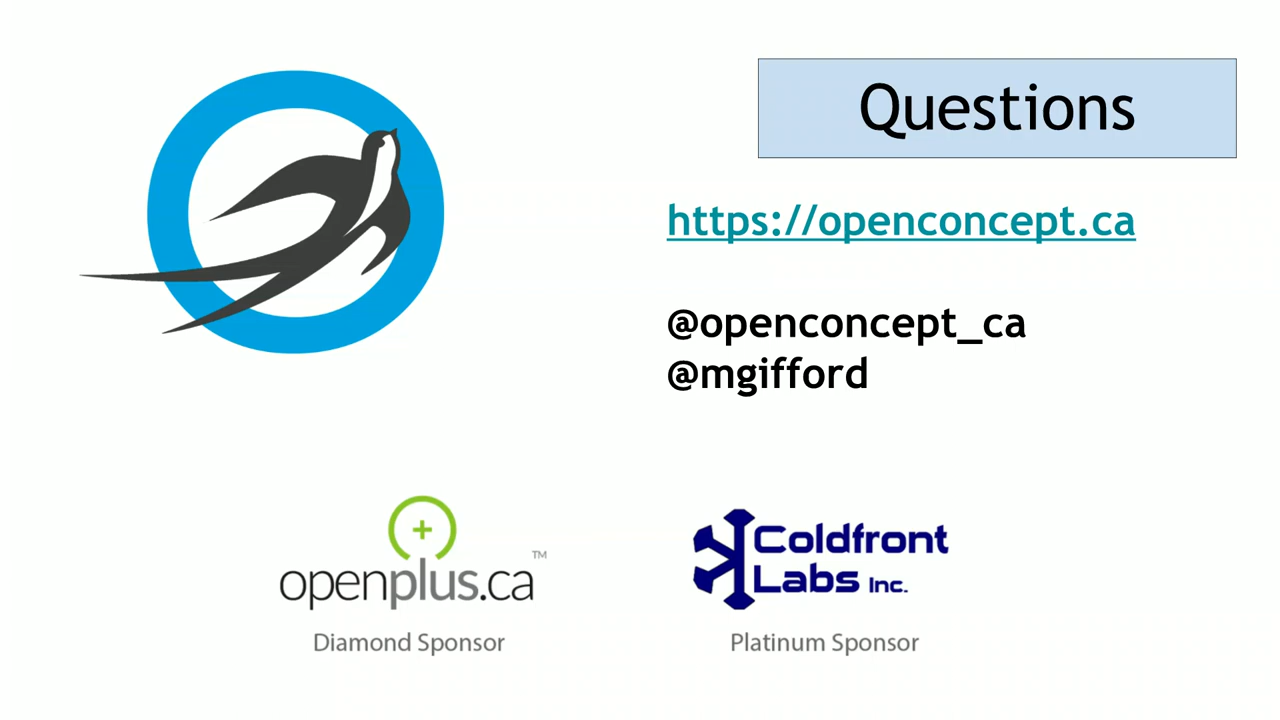 Questions
https://openconcept.ca
@openconcept_ca
@mgifford
openplus.ca™
Diamond Sponsor
Coldfront
Labs Inc.
Platinum Sponsor